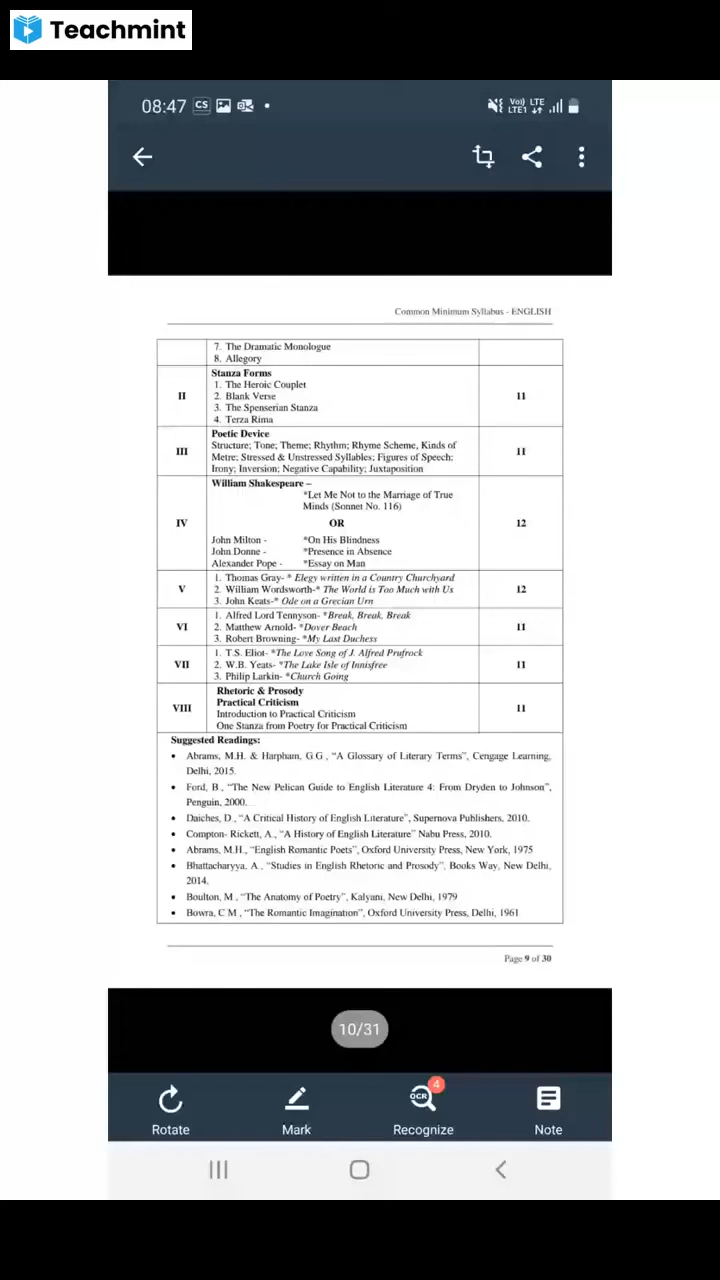 Teachmint
08:47 CS
Vo) LTE
LTE1
Common Minimum Syllabus - ENGLISH
7. The Dramatic Monologue
8. Allegory
Stanza Forms
1. The Heroic Couplet
II 2. Blank Verse 11
3. The Spenserian Stanza
4. Terza Rima
Poetic Device
Structure; Tone; Theme; Rhythm; Rhyme Scheme, Kinds of
III Metre; Stressed & Unstressed Syllables; Figures of Speech; 11
Irony; Inversion; Negative Capability; Juxtaposition
William Shakespeare –
*Let Me Not to the Marriage of True
Minds (Sonnet No. 116)
IV OR 12
John Milton - *On His Blindness
John Donne - *Presence in Absence
Alexander Pope - *Essay on Man
1. Thomas Gray- * Elegy written in a Country Churchyard
V 2. William Wordsworth-* The World is Too Much with Us 12
3. John Keats-* Ode on a Grecian Urn
1. Alfred Lord Tennyson- *Break, Break, Break
VI 2. Matthew Arnold- *Dover Beach 11
3. Robert Browning- *My Last Duchess
1. T.S. Eliot- *The Love Song of J. Alfred Prufrock
VII 2. W.B. Yeats- *The Lake Isle of Innisfree 11
3. Philip Larkin- *Church Going
Rhetoric & Prosody
Practical Criticism
VIII Introduction to Practical Criticism 11
One Stanza from Poetry for Practical Criticism
Suggested Readings:
• Abrams, M.H. & Harpham, G.G., “A Glossary of Literary Terms”, Cengage Learning,
Delhi, 2015.
• Ford, B., “The New Pelican Guide to English Literature 4: From Dryden to Johnson”,
Penguin, 2000.
• Daiches, D., “A Critical History of English Literature”, Supernova Publishers, 2010.
• Compton- Rickett, A., “A History of English Literature” Nabu Press, 2010.
• Abrams, M.H., “English Romantic Poets”, Oxford University Press, New York, 1975
• Bhattacharyya, A., “Studies in English Rhetoric and Prosody”, Books Way, New Delhi,
2014.
• Boulton, M., “The Anatomy of Poetry”, Kalyani, New Delhi, 1979
• Bowra, C M , “The Romantic Imagination”, Oxford University Press, Delhi, 1961
Page 9 of 30
10/31
OCR 4
Rotate Mark Recognize Note